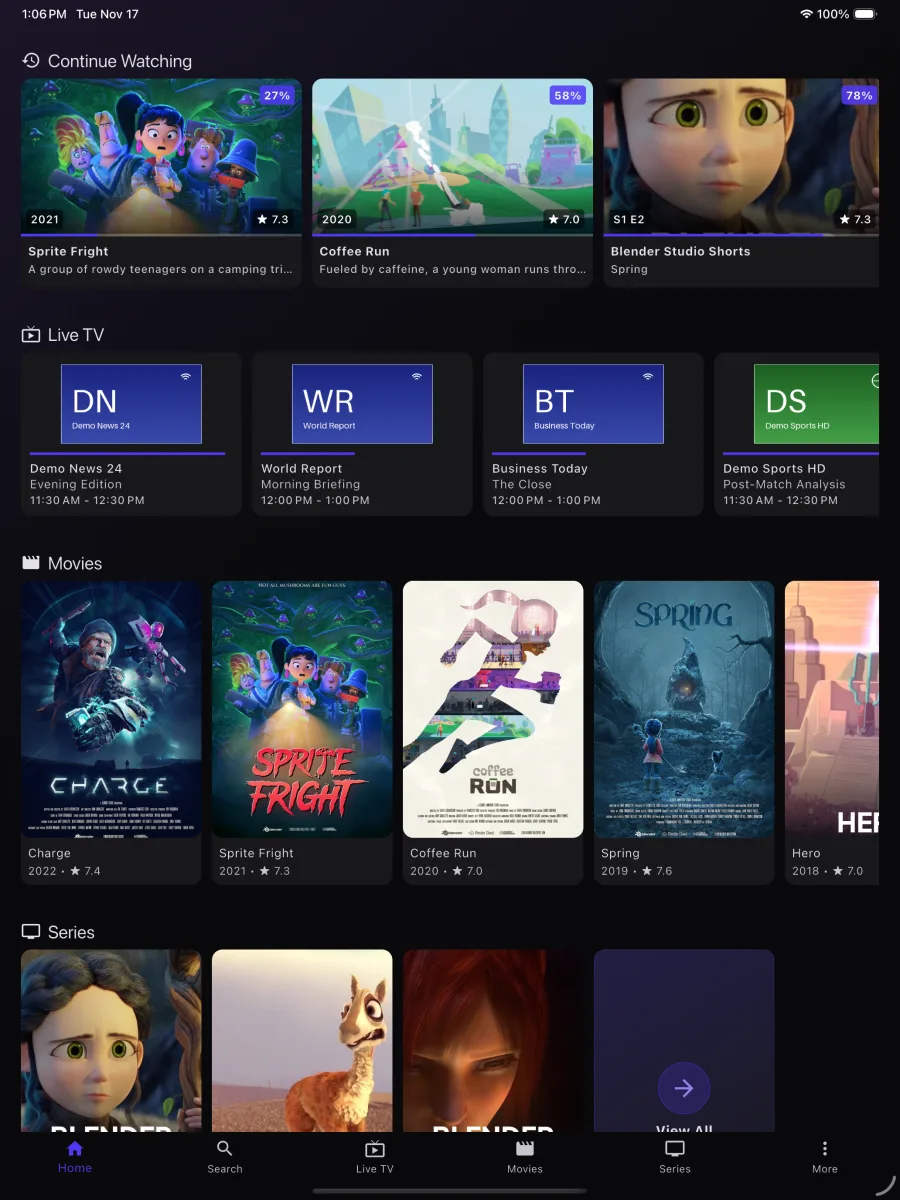 1:06 PM Tue Nov 17
100%
Continue Watching
27%
2021
7.3
Sprite Fright
A group of rowdy teenagers on a camping tri…
58%
2020
7.0
Coffee Run
Fueled by caffeine, a young woman runs thro…
78%
S1 E2
7.3
Blender Studio Shorts
Spring
Live TV
DN
Demo News 24
Demo News 24
Evening Edition
11:30 AM - 12:30 PM
WR
World Report
World Report
Morning Briefing
12:00 PM - 1:00 PM
BT
Business Today
Business Today
The Close
12:00 PM - 1:00 PM
DS
Demo Sports HD
Demo Sports HD
Post-Match Analysis
11:30 AM - 12:30 PM
Movies
CHARGE
Charge
2022 • ★ 7.4
NOT ALL MUSHROOMS ARE FUN GUYS
SPRITE
FRIGHT
Sprite Fright
2021 • ★ 7.3
coffee
RUN
Coffee Run
2020 • ★ 7.0
SPRING
Spring
2019 • ★ 7.6
HER
Hero
2018 • ★ 7.0
Series
BLENDER
BLENDER
View All
Home
Search
Live TV
Movies
Series
More